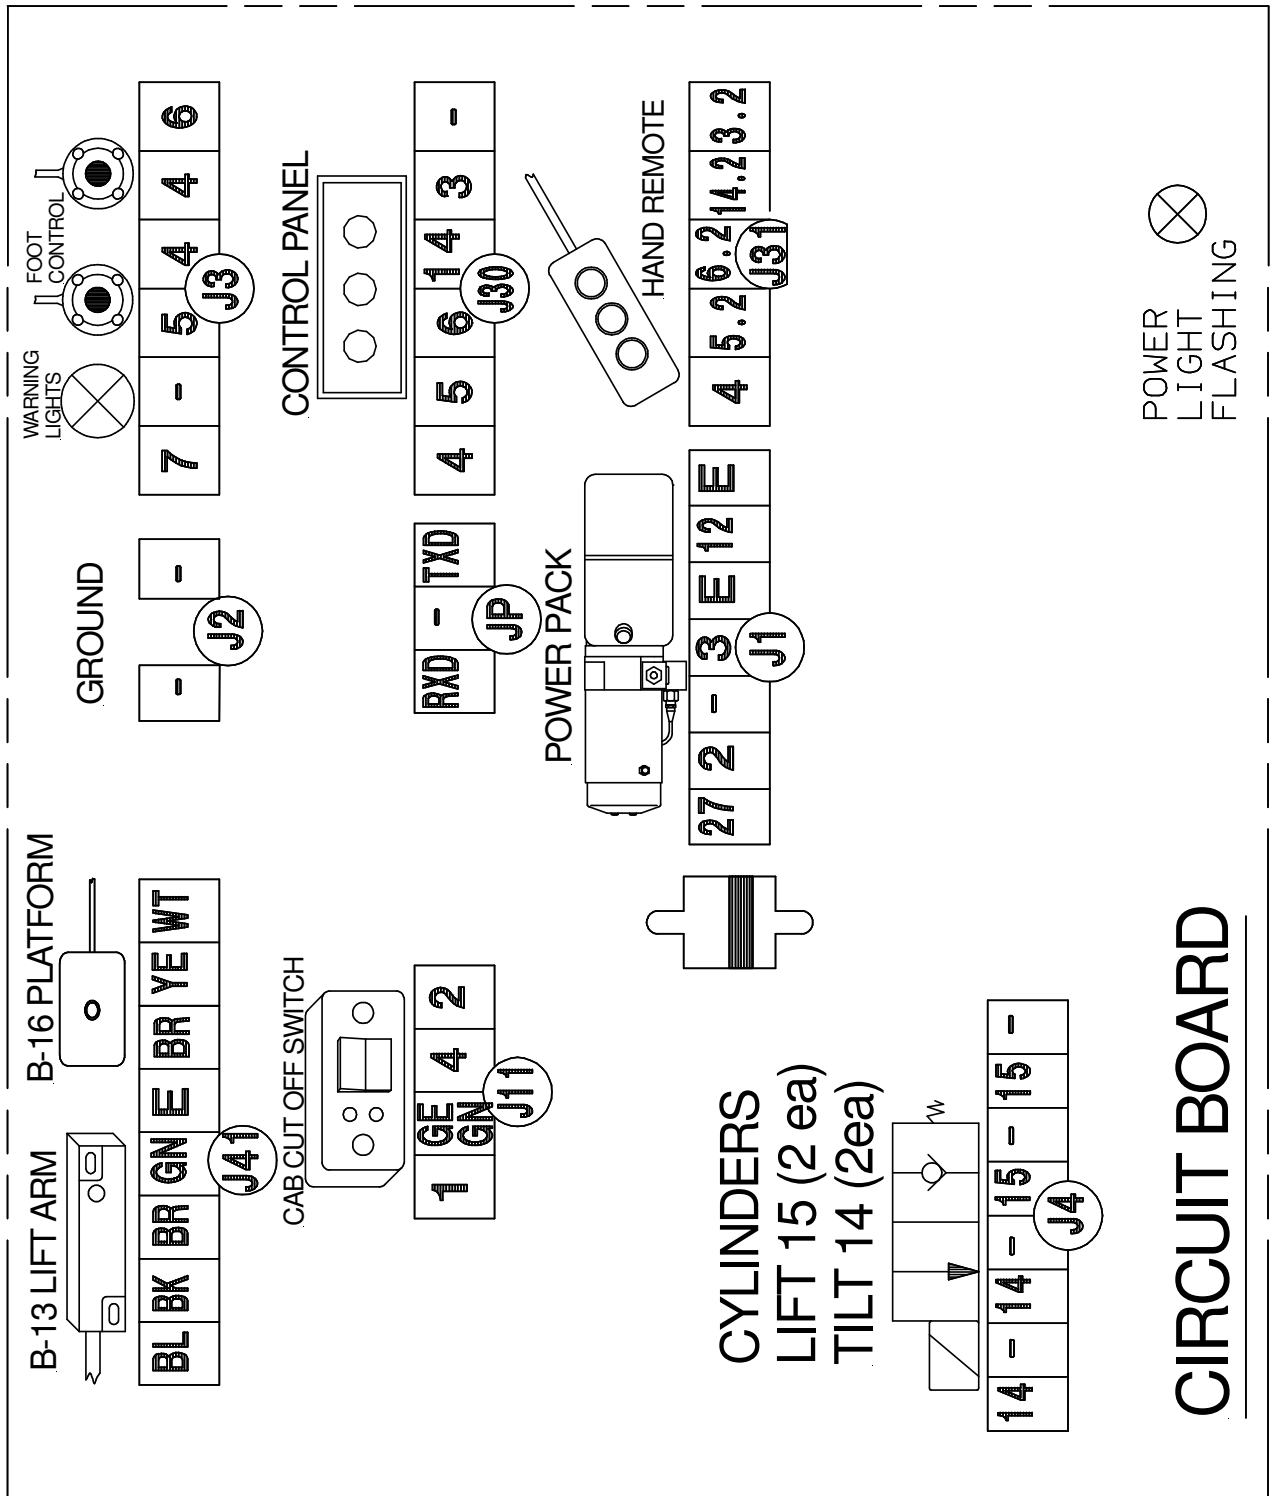 B-13 LIFT ARM
B-16 PLATFORM
BL BK BR GN E BR YE WT
J41
GROUND
- -
J2
WARNING
LIGHTS
FOOT
CONTROL
7 - 5 4 4 6
J3
CAB CUT OFF SWITCH
1 GE
GN 4 2
J11
RXD - TXD
JP
CONTROL PANEL
4 5 6 14 3 -
J30
POWER PACK
27 2 - 3 E 12 E
J1
HAND REMOTE
4 5.2 6.2 14.2 3.2
J31
CYLINDERS
LIFT 15 (2 ea)
TILT 14 (2ea)
14 - 14 - 15 - 15 -
J4
POWER
LIGHT
FLASHING
CIRCUIT BOARD